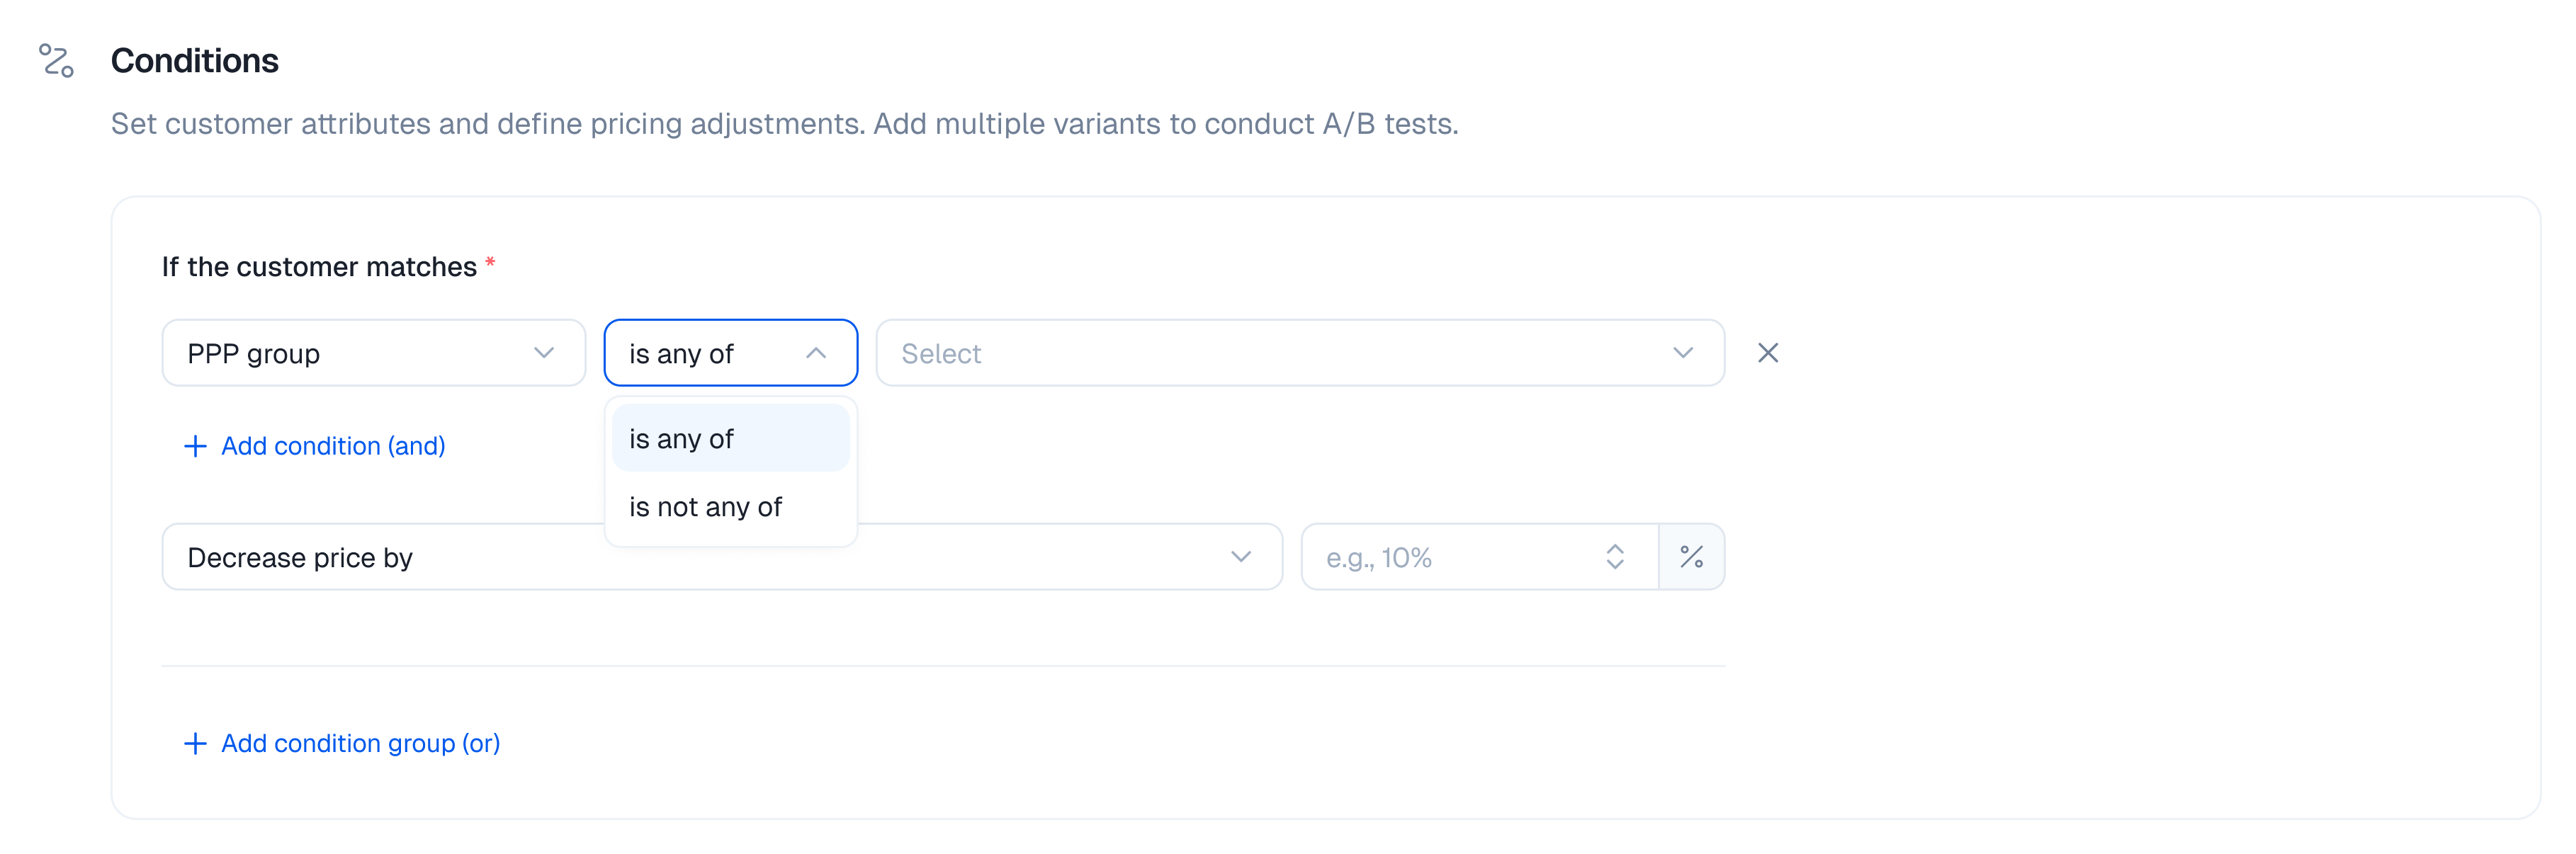 Conditions
Set customer attributes and define pricing adjustments. Add multiple variants to conduct A/B tests.
If the customer matches *
PPP group
is any of
Select
is any of
is not any of
+ Add condition (and)
Decrease price by
e.g., 10%
%
+ Add condition group (or)